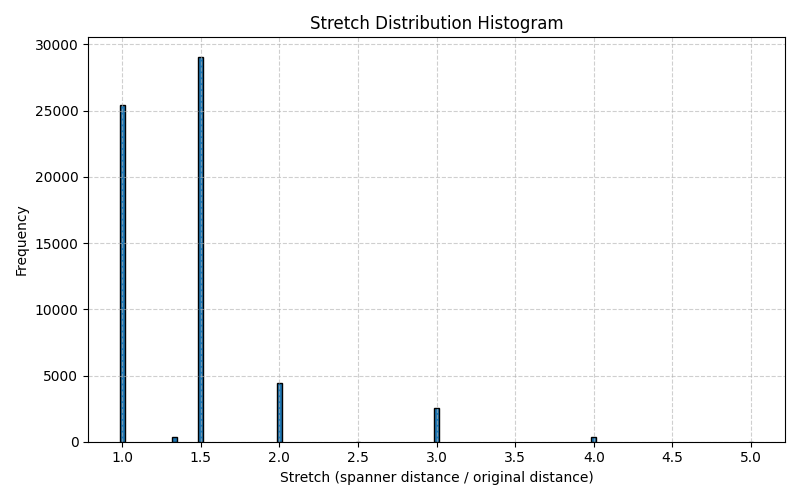 Stretch Distribution Histogram
30000
25000
20000
15000
10000
5000
0
Frequency
1.0 1.5 2.0 2.5 3.0 3.5 4.0 4.5 5.0
Stretch (spanner distance / original distance)